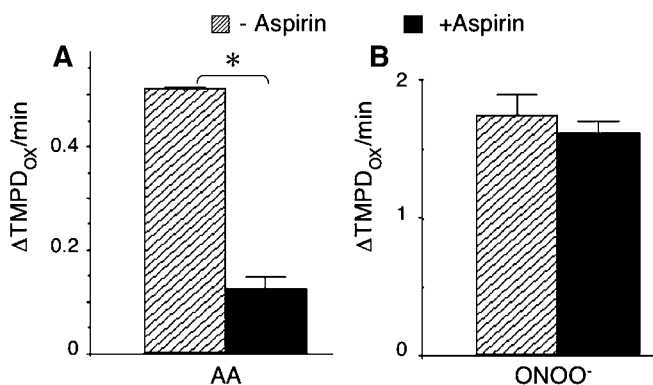 - Aspirin +Aspirin
A
*
ΔTMPDOX/min
0.4
0.2
0
AA
B
ΔTMPDOX/min
2
1
0
ONOO-